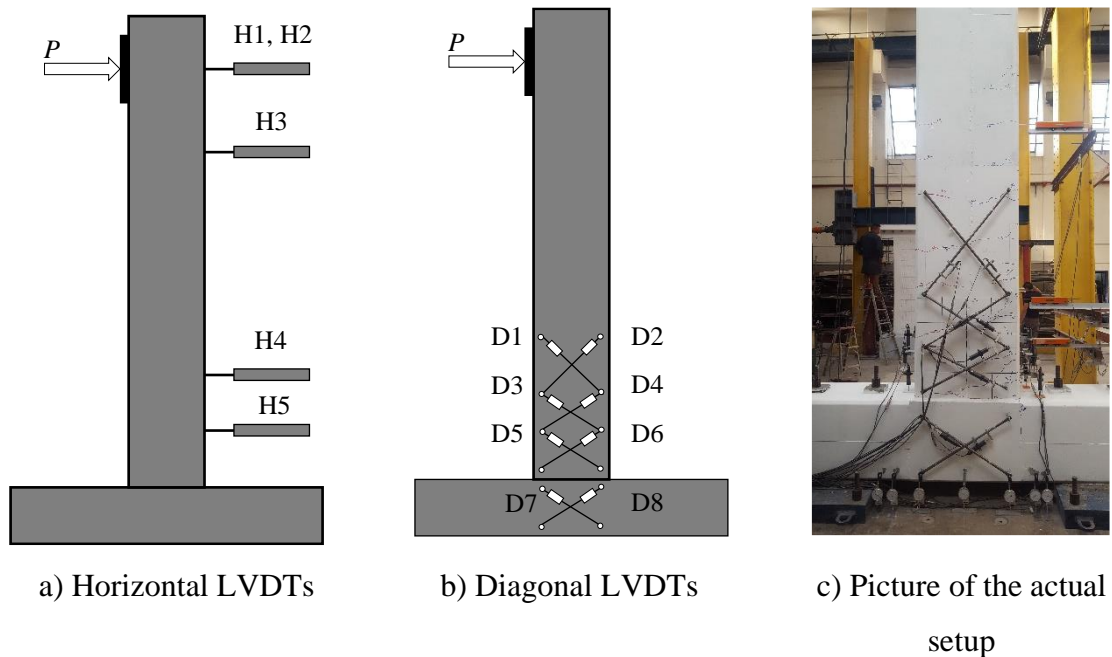 P
H1, H2
H3
H4
H5
a) Horizontal LVDTs
P
D1 D2
D3 D4
D5 D6
D7 D8
b) Diagonal LVDTs
c) Picture of the actual
setup